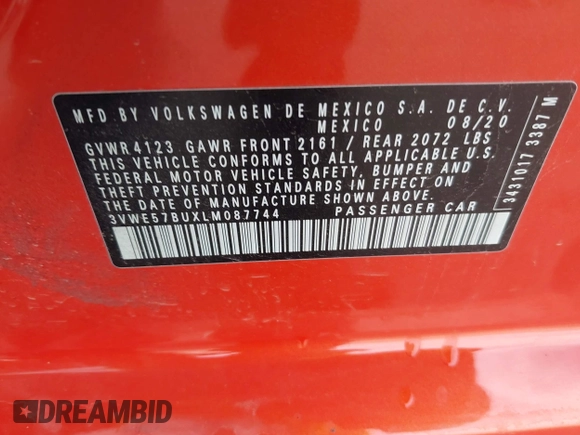 MFD BY VOLKSWAGEN DE MEXICO S.A. DE C.V.
MEXICO 08/20
GVWR 4123 GAWR FRONT 2161 / REAR 2072 LBS
THIS VEHICLE CONFORMS TO ALL APPLICABLE U.S.
FEDERAL MOTOR VEHICLE SAFETY, BUMPER AND
THEFT PREVENTION STANDARDS IN EFFECT ON
THE DATE OF MANUFACTURE SHOWN ABOVE.
3VWE57BUXLM087744 PASSENGER CAR
3431017 3387 M
DREAMBID